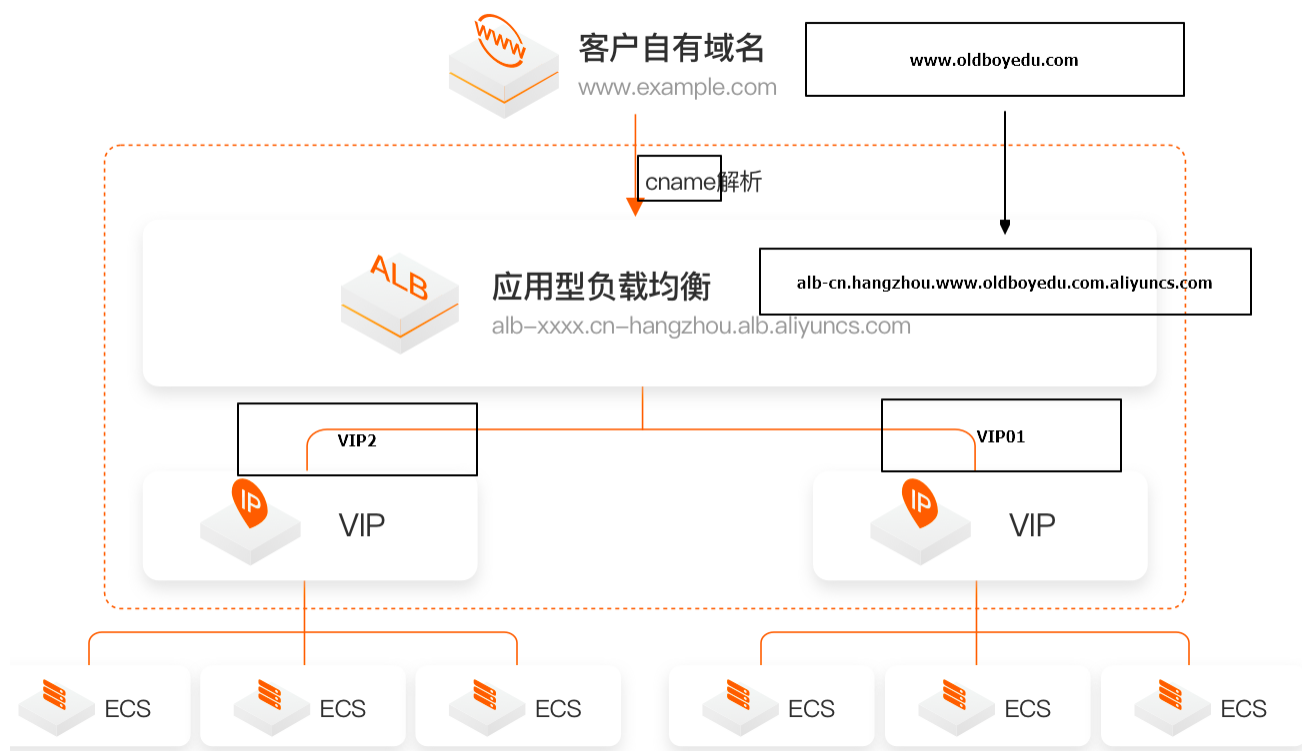 WWW
客户自有域名
www.example.com
www.oldboyedu.com
cname解析
ALB
应用型负载均衡
alb-xxxx.cn-hangzhou.alb.aliyuncs.com
alb-cn.hangzhou.www.oldboyedu.com.aliyuncs.com
VIP2
VIP01
IP
VIP
IP
VIP
ECS
ECS
ECS
ECS
ECS
ECS